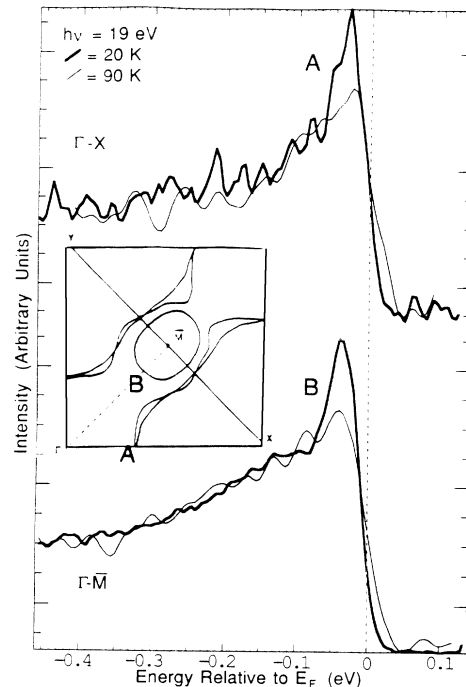 hν = 19 eV
= 20 K
= 90 K
A
Γ-X
Y
M̅
B
Γ
X
A
B
Γ-M̅
Intensity (Arbitrary Units)
-0.4
-0.3
-0.2
-0.1
0
0.1
Energy Relative to E_F (eV)